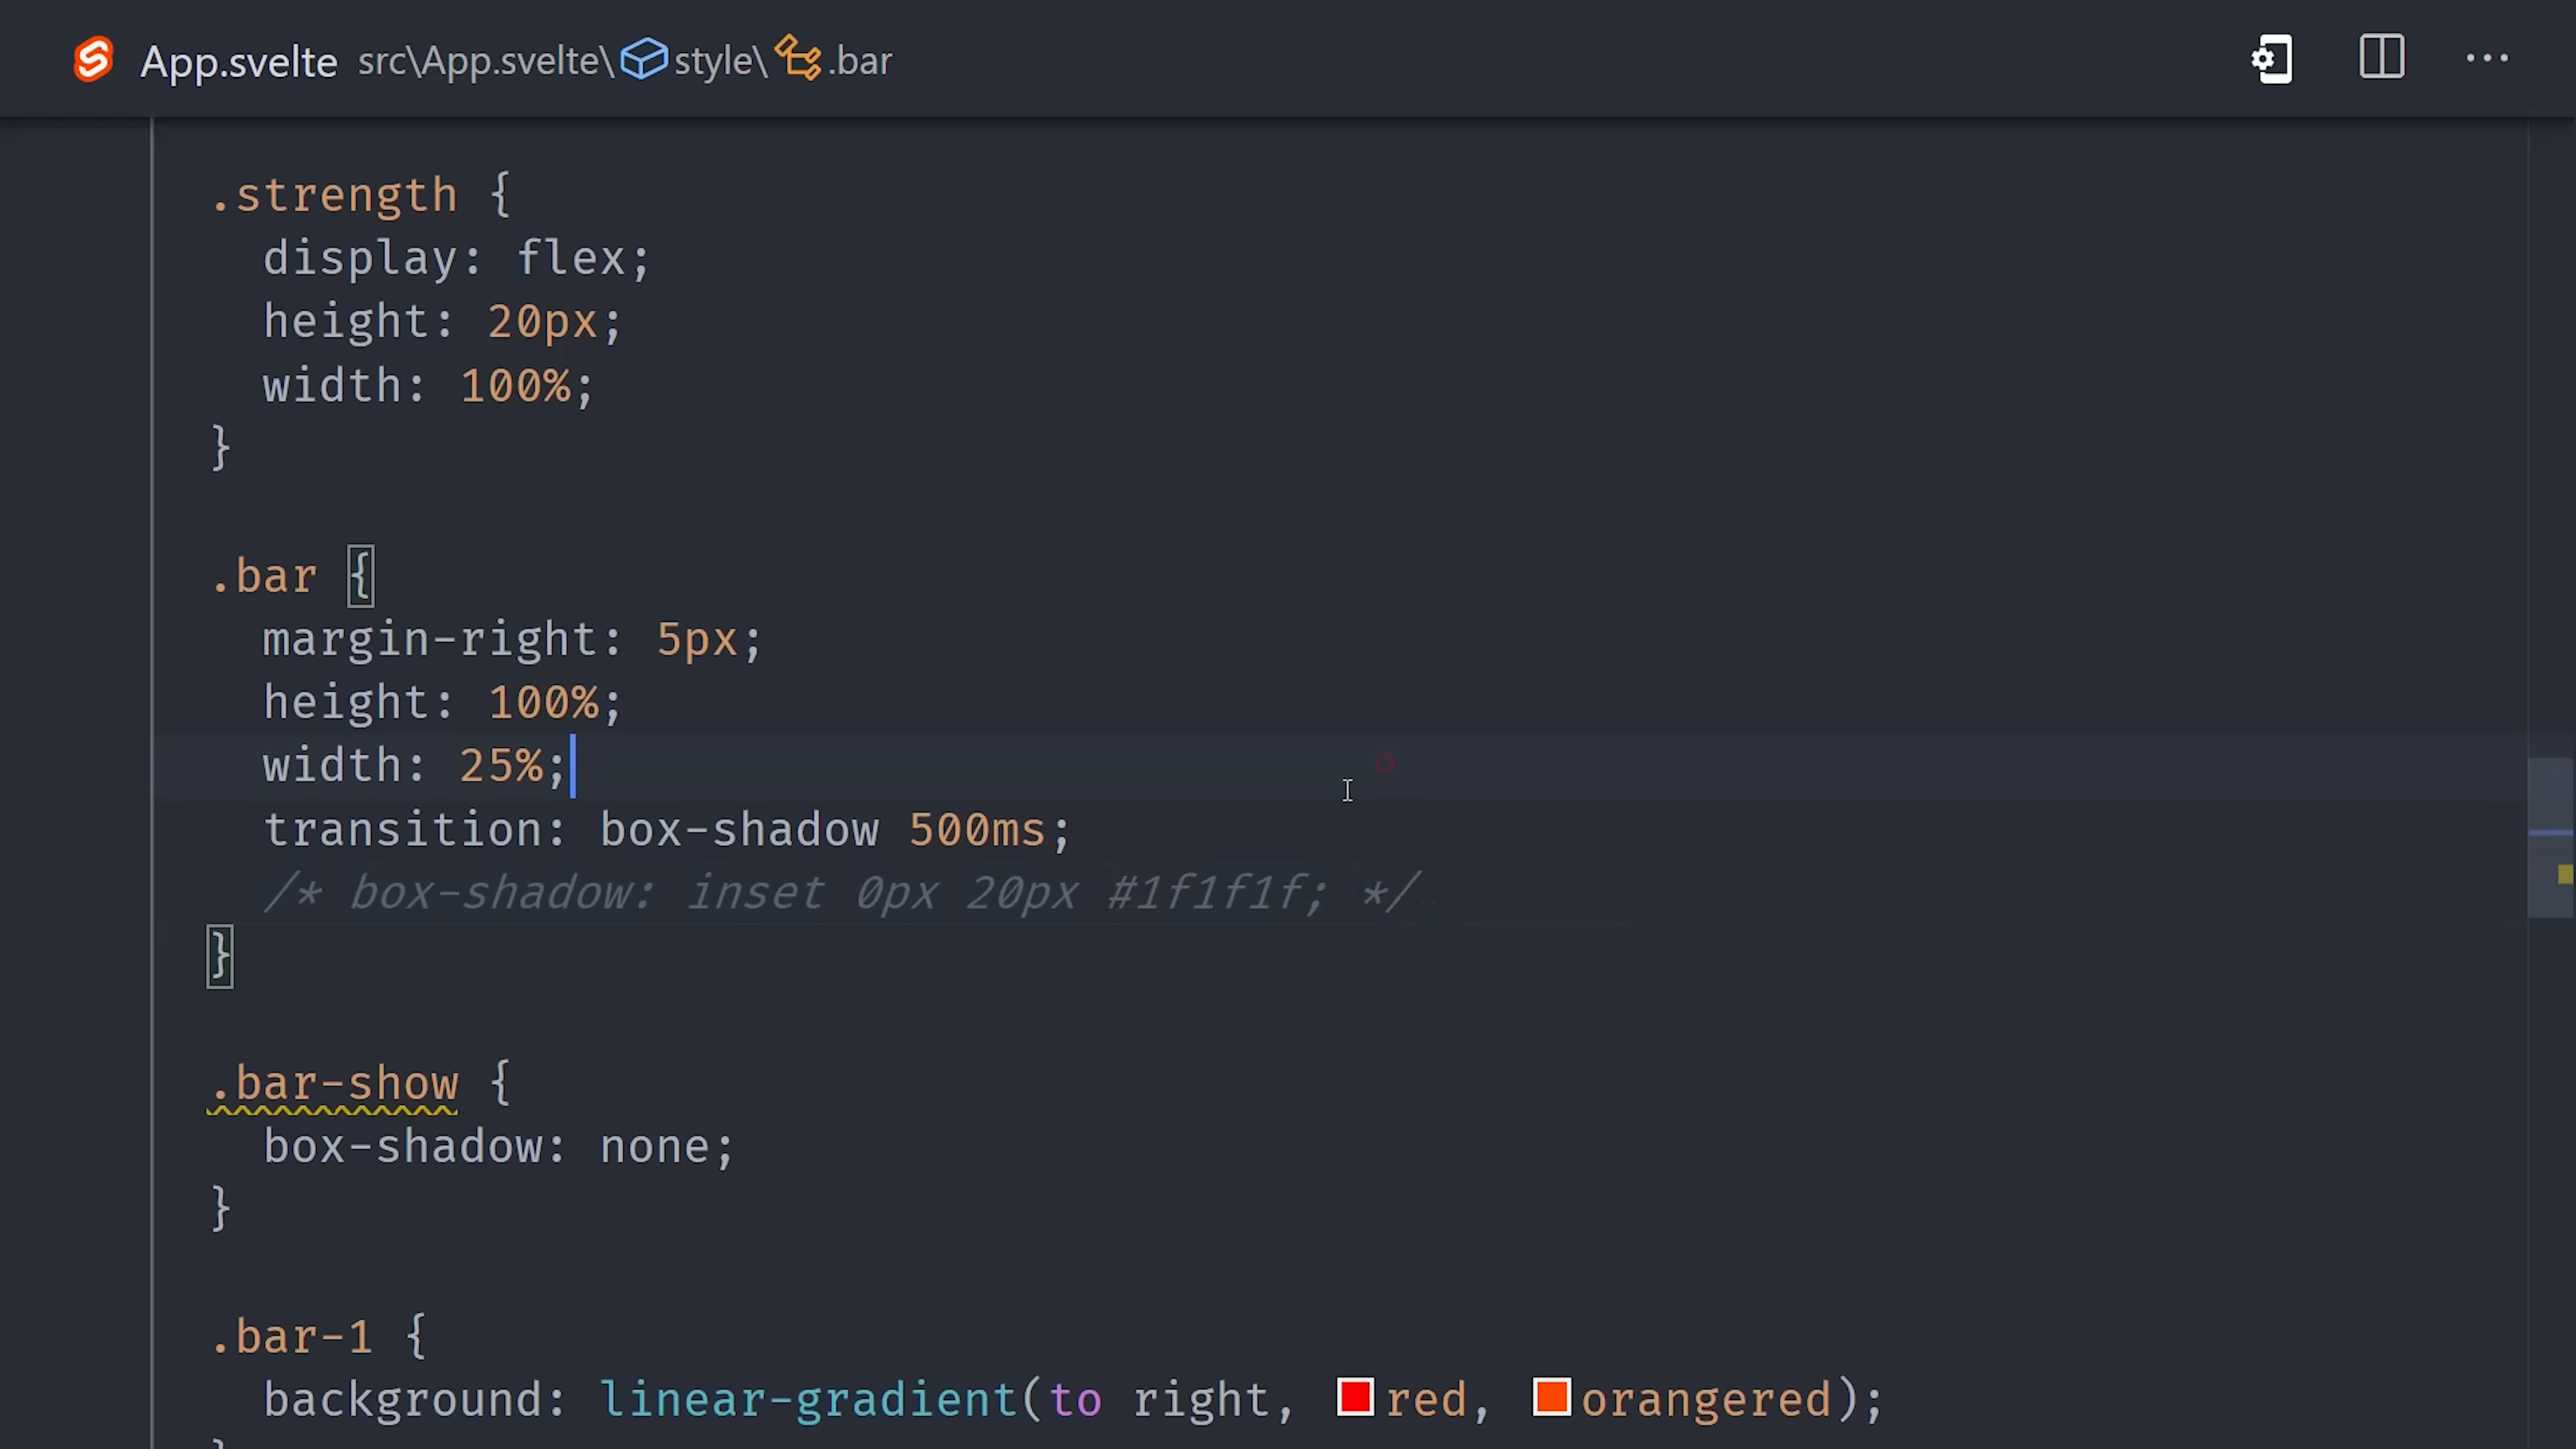 App.svelte src\App.svelte\style\.bar
.strength {
display: flex;
height: 20px;
width: 100%;
}
.bar {
margin-right: 5px;
height: 100%;
width: 25%;
transition: box-shadow 500ms;
/* box-shadow: inset 0px 20px #1f1f1f; */
}
.bar-show {
box-shadow: none;
}
.bar-1 {
background: linear-gradient(to right, red, orangered);